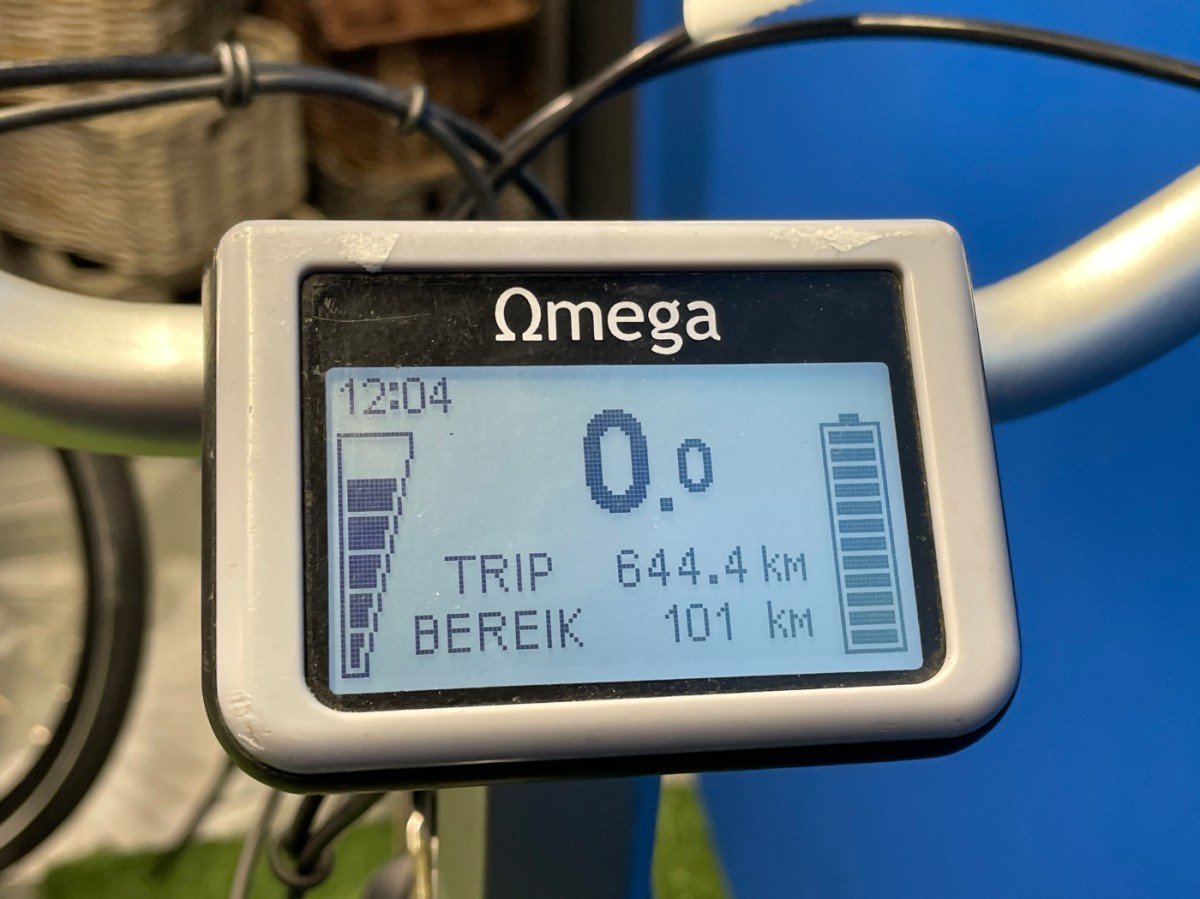 Ωmega
12:04
0.0
TRIP 644.4 km
BEREIK 101 km